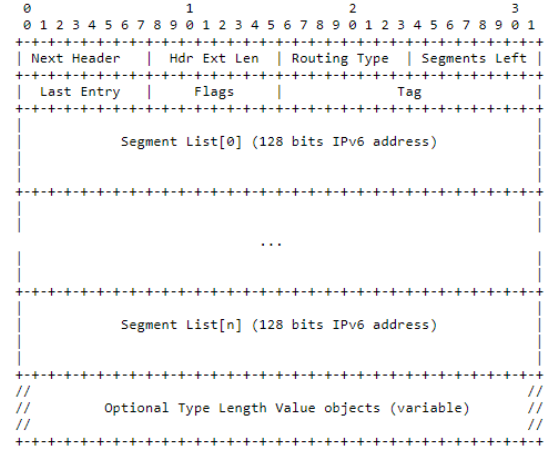 0                   1                   2                   3
0 1 2 3 4 5 6 7 8 9 0 1 2 3 4 5 6 7 8 9 0 1 2 3 4 5 6 7 8 9 0 1
+-+-+-+-+-+-+-+-+-+-+-+-+-+-+-+-+-+-+-+-+-+-+-+-+-+-+-+-+-+-+-+-+
| Next Header | Hdr Ext Len | Routing Type | Segments Left |
+-+-+-+-+-+-+-+-+-+-+-+-+-+-+-+-+-+-+-+-+-+-+-+-+-+-+-+-+-+-+-+-+
| Last Entry | Flags | Tag |
+-+-+-+-+-+-+-+-+-+-+-+-+-+-+-+-+-+-+-+-+-+-+-+-+-+-+-+-+-+-+-+-+
| |
| Segment List[0] (128 bits IPv6 address) |
| |
| |
+-+-+-+-+-+-+-+-+-+-+-+-+-+-+-+-+-+-+-+-+-+-+-+-+-+-+-+-+-+-+-+-+
| |
| |
...
| |
| |
+-+-+-+-+-+-+-+-+-+-+-+-+-+-+-+-+-+-+-+-+-+-+-+-+-+-+-+-+-+-+-+-+
| |
| Segment List[n] (128 bits IPv6 address) |
| |
| |
+-+-+-+-+-+-+-+-+-+-+-+-+-+-+-+-+-+-+-+-+-+-+-+-+-+-+-+-+-+-+-+-+
// //
// Optional Type Length Value objects (variable) //
// //
+-+-+-+-+-+-+-+-+-+-+-+-+-+-+-+-+-+-+-+-+-+-+-+-+-+-+-+-+-+-+-+-+